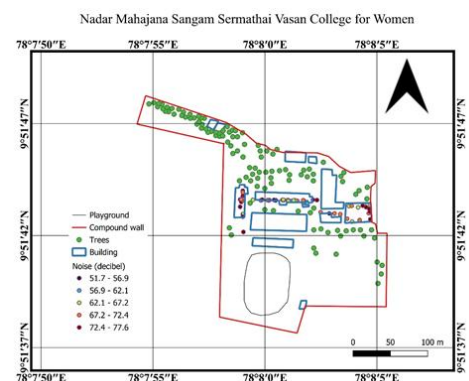 Nadar Mahajana Sangam Sermathai Vasan College for Women
78°7'50"E 78°7'55"E 78°8'0"E 78°8'5"E
9°51'47"N 9°51'47"N
9°51'42"N 9°51'42"N
Playground
Compound wall
Trees
Building
Noise (decibel)
51.7 - 56.9
56.9 - 62.1
62.1 - 67.2
67.2 - 72.4
72.4 - 77.6
0 50 100 m
9°51'37"N 9°51'37"N
78°7'50"E 78°7'55"E 78°8'0"E 78°8'5"E